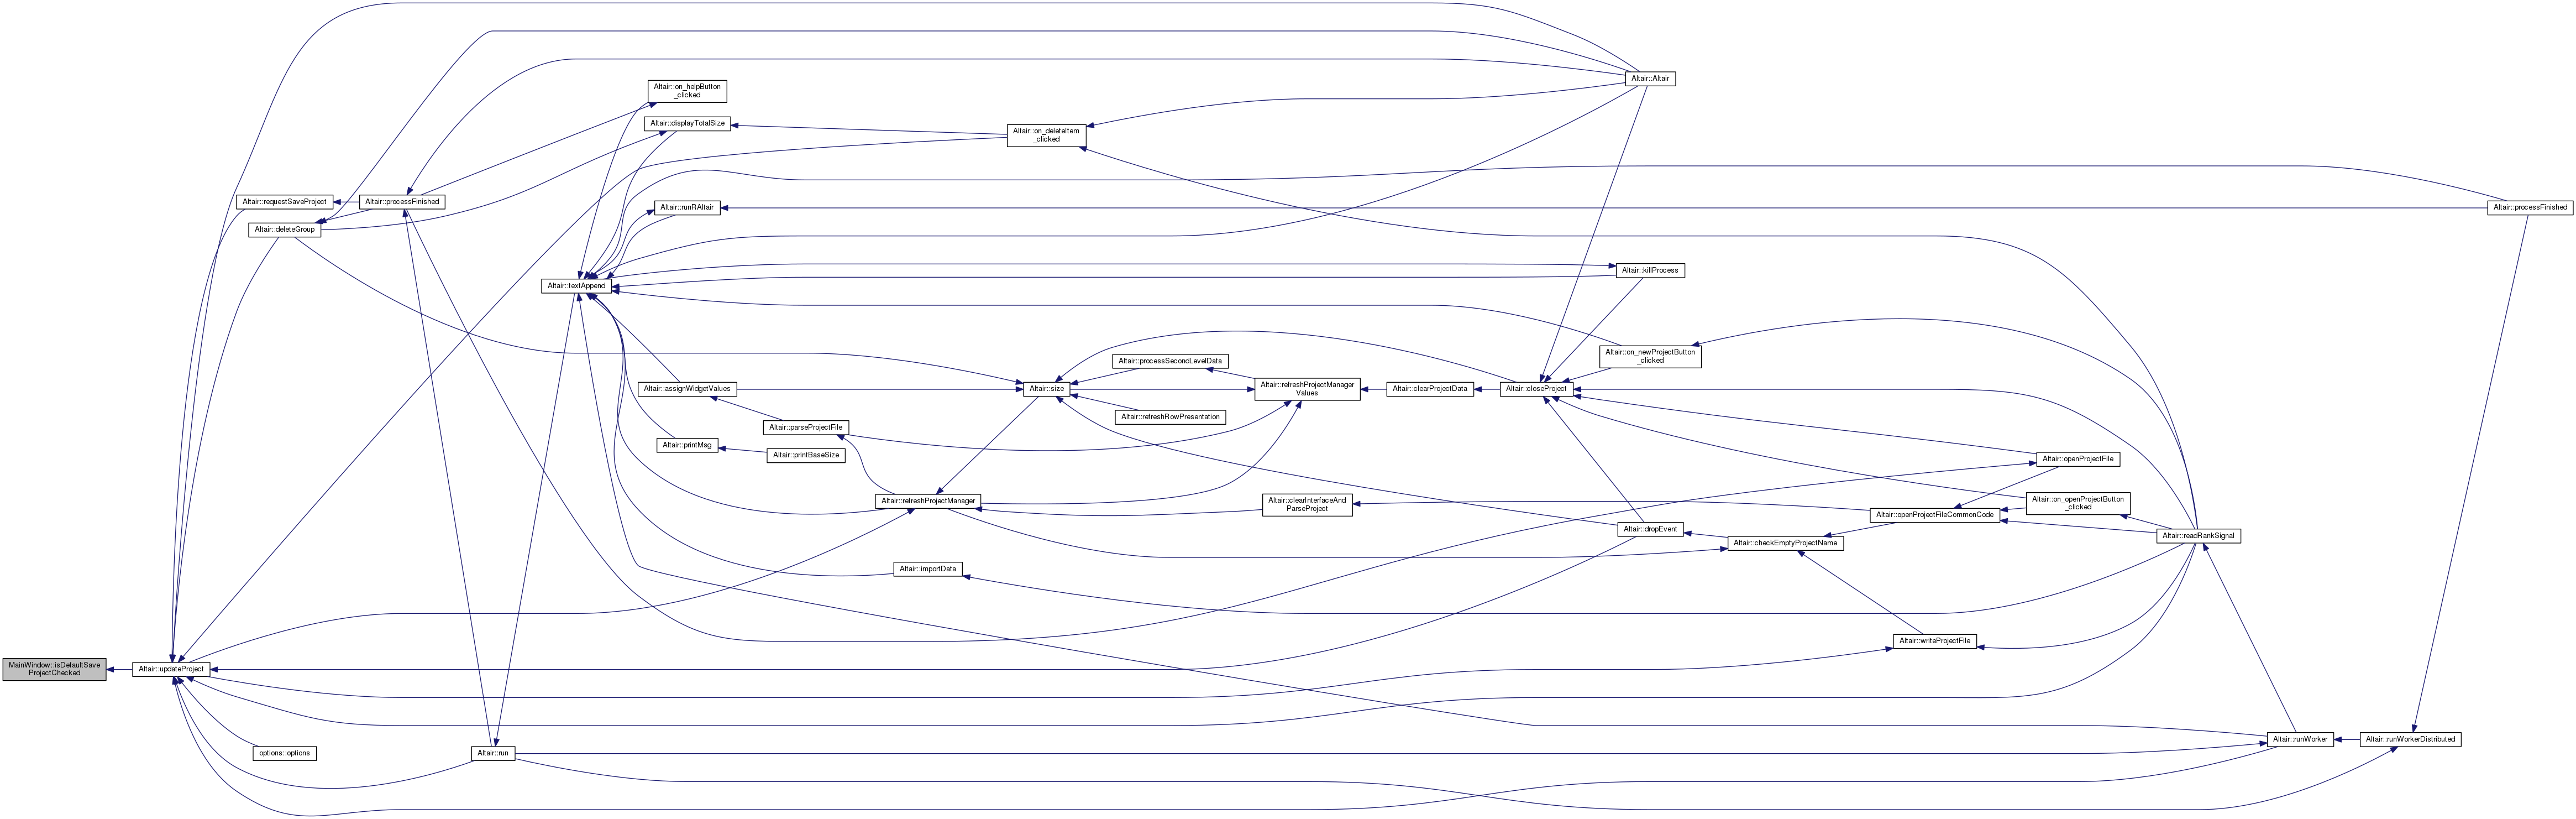 Altair::Altair
Altair::on_helpButton
_clicked
Altair::displayTotalSize
Altair::on_deleteItem
_clicked
Altair::requestSaveProject
Altair::processFinished
Altair::runRAltair
Altair::processFinished
Altair::deleteGroup
Altair::killProcess
Altair::textAppend
Altair::on_newProjectButton
_clicked
Altair::processSecondLevelData
Altair::assignWidgetValues
Altair::size
Altair::refreshProjectManager
Values
Altair::clearProjectData
Altair::closeProject
Altair::refreshRowPresentation
Altair::parseProjectFile
Altair::printMsg
Altair::printBaseSize
Altair::openProjectFile
Altair::refreshProjectManager
Altair::clearInterfaceAnd
ParseProject
Altair::on_openProjectButton
_clicked
Altair::openProjectFileCommonCode
Altair::dropEvent
Altair::checkEmptyProjectName
Altair::readRankSignal
Altair::importData
Altair::writeProjectFile
MainWindow::isDefaultSave
ProjectChecked
Altair::updateProject
options::options
Altair::run
Altair::runWorker
Altair::runWorkerDistributed